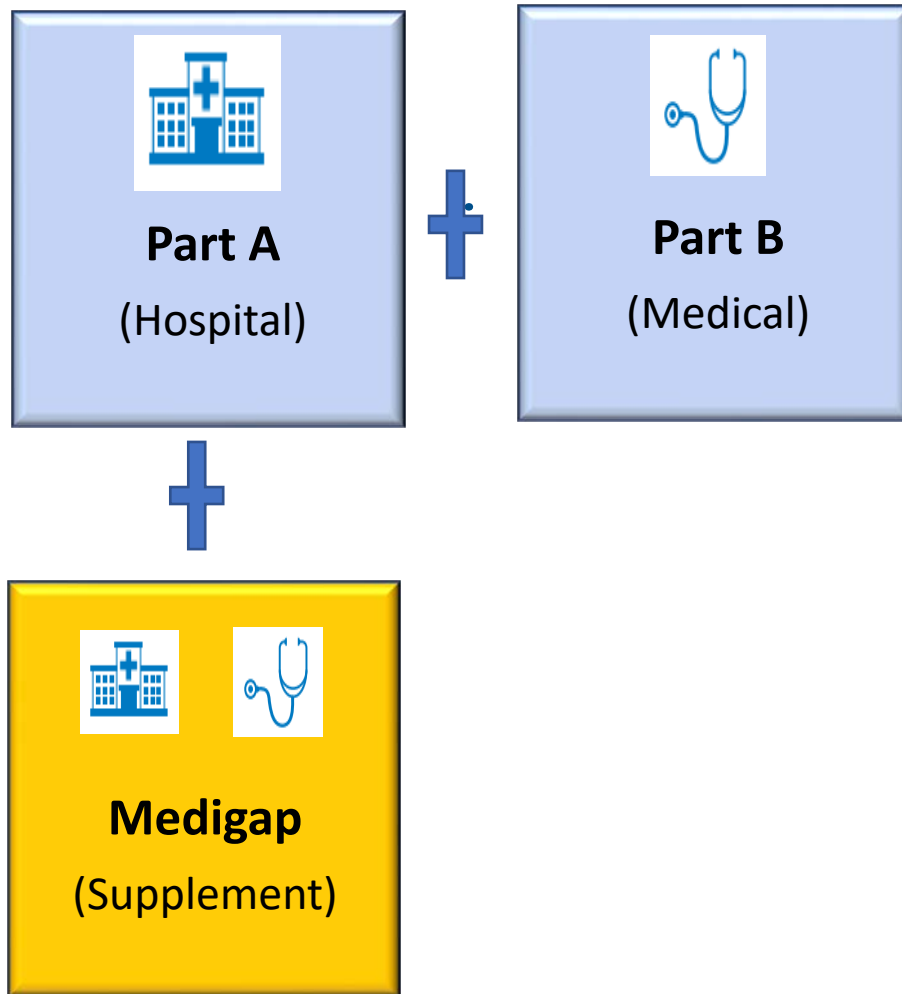 Part A
(Hospital)
Part B
(Medical)
Medigap
(Supplement)